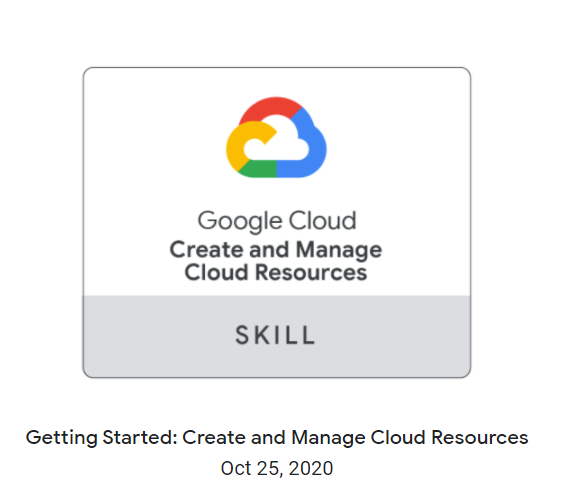 Google Cloud
Create and Manage
Cloud Resources
SKILL
Getting Started: Create and Manage Cloud Resources
Oct 25, 2020